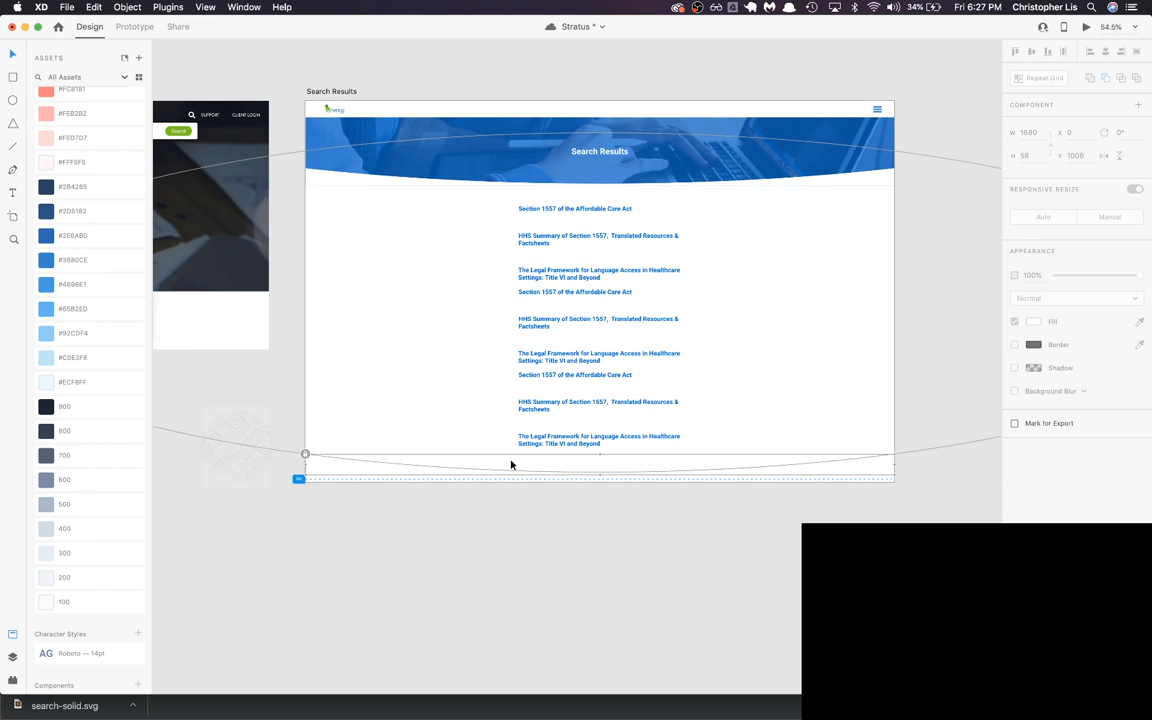 XD File Edit Object Plugins View Window Help
34% Fri 6:27 PM Christopher Lis
Design Prototype Share
Stratus *
54.5%
ASSETS
All Assets
#FC8181
#FEB2B2
#FED7D7
#FFF5F5
#2B4265
#2D5182
#2E6AB0
#3680CE
#4698E1
#65B2ED
#92CDF4
#C0E3F8
#ECF8FF
900
800
700
600
500
400
300
200
100
Character Styles
AG Roboto — 14pt
Components
search-solid.svg
SUPPORT CLIENT LOGIN
Search
Search Results
Search Results
Section 1557 of the Affordable Care Act
HHS Summary of Section 1557, Translated Resources &
Factsheets
The Legal Framework for Language Access in Healthcare
Settings: Title VI and Beyond
Section 1557 of the Affordable Care Act
HHS Summary of Section 1557, Translated Resources &
Factsheets
The Legal Framework for Language Access in Healthcare
Settings: Title VI and Beyond
Section 1557 of the Affordable Care Act
HHS Summary of Section 1557, Translated Resources &
Factsheets
The Legal Framework for Language Access in Healthcare
Settings: Title VI and Beyond
Repeat Grid
COMPONENT
W 1680 X 0 0°
H 58 Y 1008
RESPONSIVE RESIZE
Auto Manual
APPEARANCE
100%
Normal
Fill
Border
Shadow
Background Blur
Mark for Export